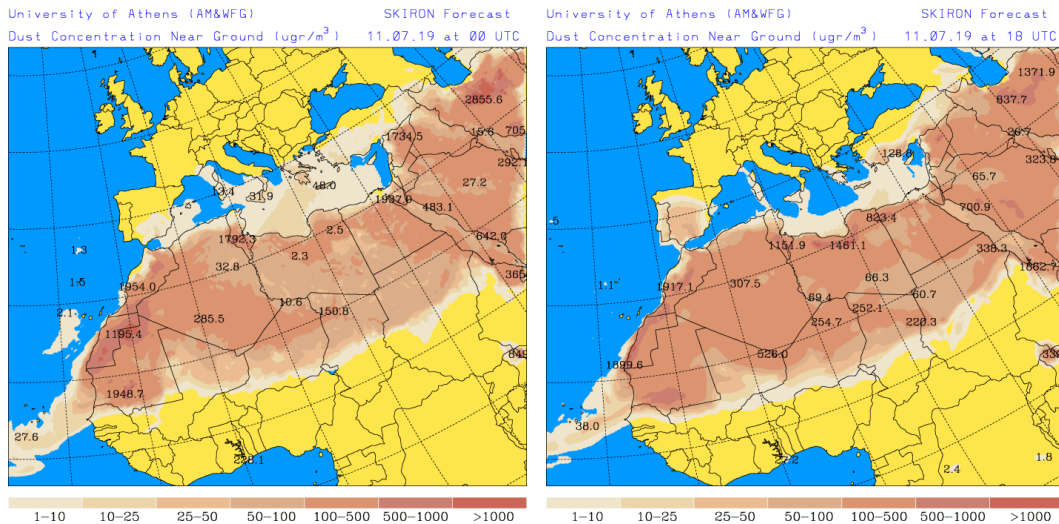 University of Athens (AM&WFG) SKIRON Forecast
Dust Concentration Near Ground (ugr/m³) 11.07.19 at 00 UTC
2855.6
1734.5 15.6 705
292.1
13.4 31.9 48.0 27.2
1937.0 483.1
1792.3 2.5 642.0
1.3 32.8 2.3
365
1.5 1954.0
10.6
2.1 285.5 150.8
1195.4
849
1948.7
27.6
228.1
1-10 10-25 25-50 50-100 100-500 500-1000 >1000
University of Athens (AM&WFG) SKIRON Forecast
Dust Concentration Near Ground (ugr/m³) 11.07.19 at 18 UTC
1371.9
837.7
26.7
128.8 323.9
65.7
700.9
.5 823.4
1151.9 1461.1 338.3
1662.7
1.1 1917.1 307.5 66.3
89.4 60.7
254.7 252.1 220.3
1899.6 526.0
38.0
27.2
2.4 1.8
1-10 10-25 25-50 50-100 100-500 500-1000 >1000